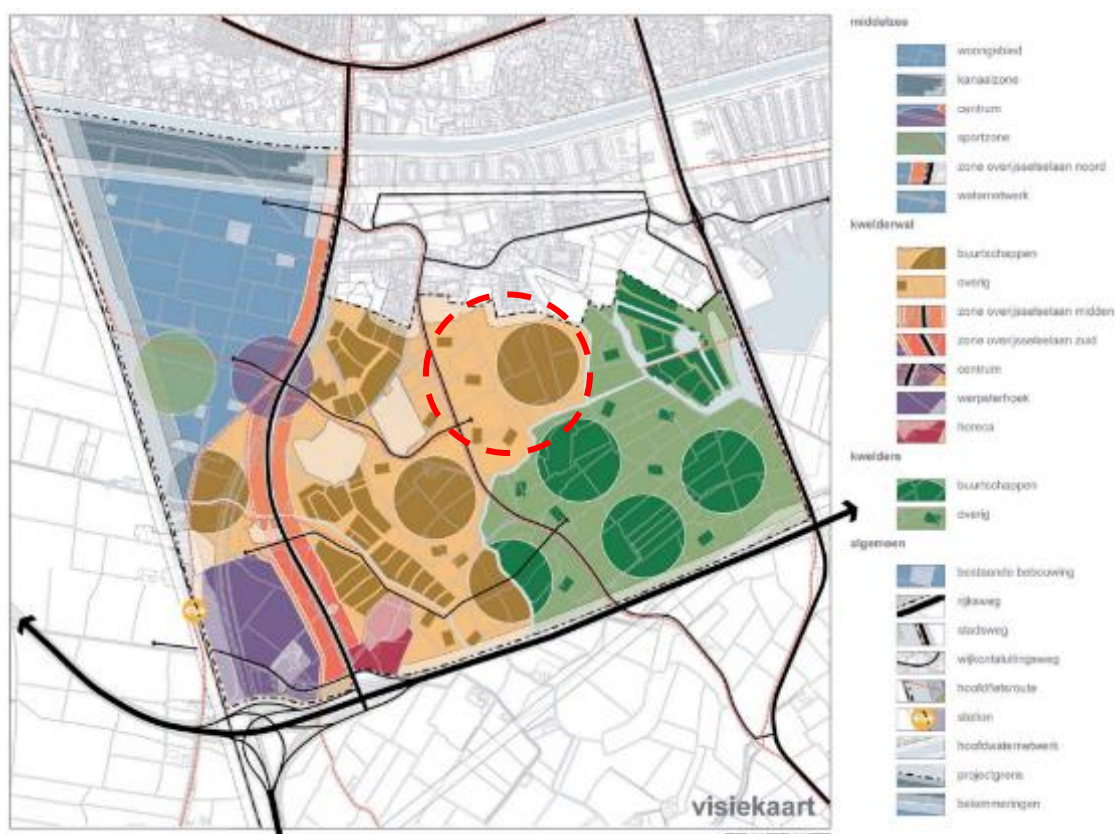 middelzee
woongebied
kanaalzone
centrum
sportzone
zone overijsselselaan noord
waternetwerk
kwelderwal
buurtschappen
overig
zone overijsselselaan midden
zone overijsselselaan zuid
centrum
werpsterhoek
horeca
kwelders
buurtschappen
overig
algemeen
bestaande bebouwing
rijksweg
stadsweg
wijkontsluitingsweg
hoofdfietsroute
station
hoofdwaternetwerk
projectgrens
belemmeringen
visiekaart